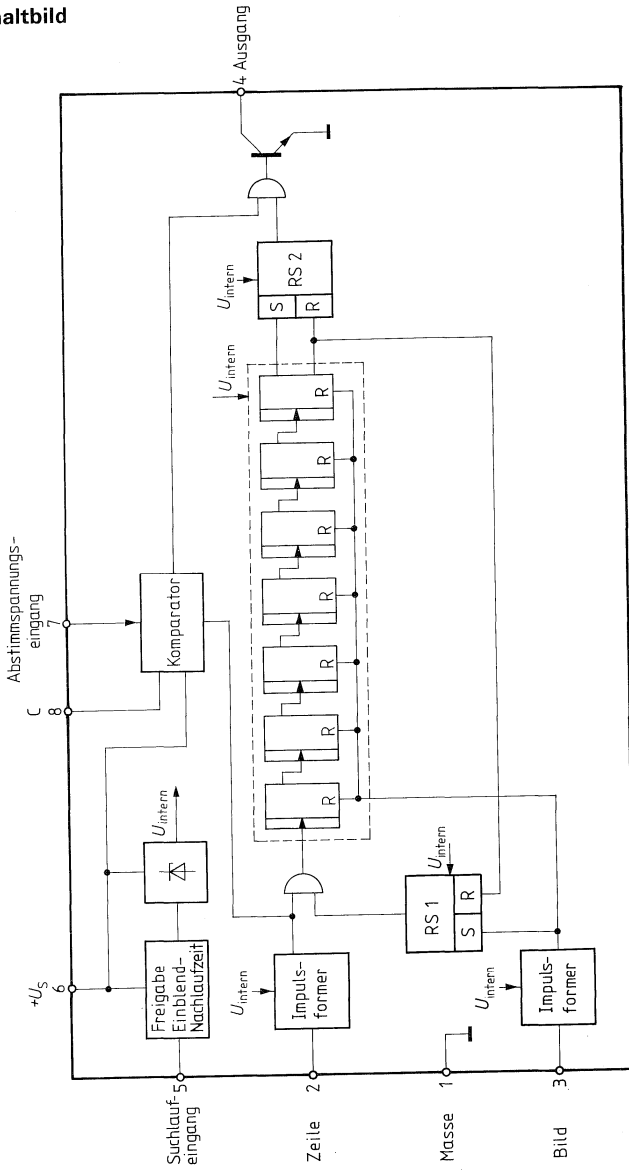 altbild
Abstimmspannungs-
eingang
+U_S
6
C
8
7
Suchlauf-
eingang
5
Freigabe
Einblend-
Nachlaufzeit
U_intern
Komparator
4 Ausgang
Zeile
2
U_intern
Impuls-
former
R
R
R
R
R
R
R
U_intern
U_intern
S
R
RS 2
Masse
1
RS 1
S
R
U_intern
Bild
3
U_intern
Impuls-
former